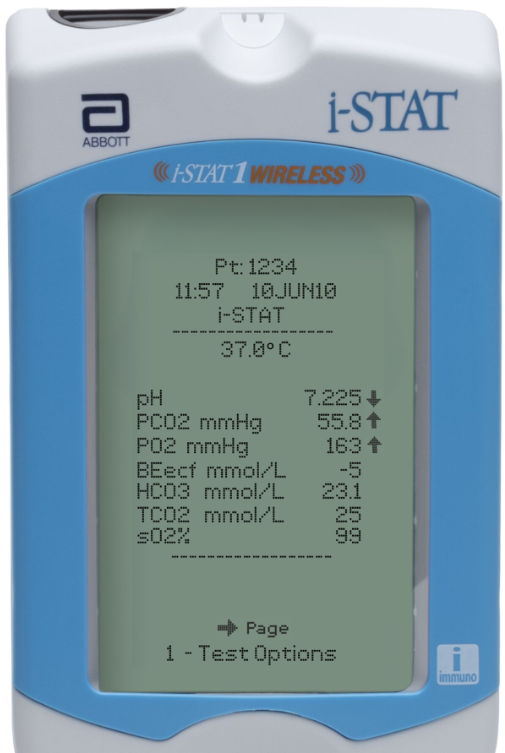 i-STAT
ABBOTT
i-STAT 1 WIRELESS
Pt: 1234
11:57 10JUN10
i-STAT
------------------
37.0°C
pH 7.225 🡇
PCO2 mmHg 55.8 🡅
PO2 mmHg 163 🡅
BEecf mmol/L -5
HCO3 mmol/L 23.1
TCO2 mmol/L 25
sO2% 99
------------------
➡ Page
1 - Test Options
i
immuno